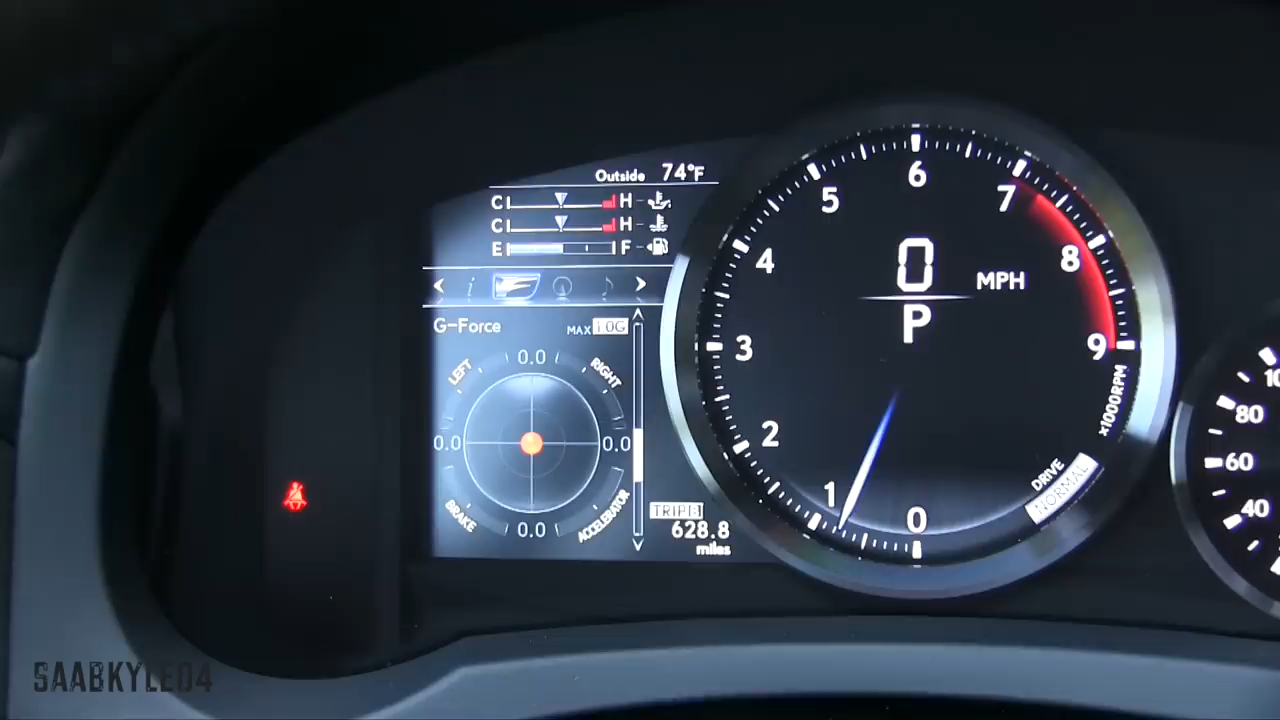 Outside 74°F
C H
C H
E F
i
G-Force MAX 1.0G
LEFT 0.0 RIGHT
0.0 0.0
BRAKE 0.0 ACCELERATOR
TRIP B
628.8
miles
6
5 7
4 8
0 MPH
P
3 9
x1000RPM
2
DRIVE
NORMAL
1 0
10
80
60
40
SAABKYLE04